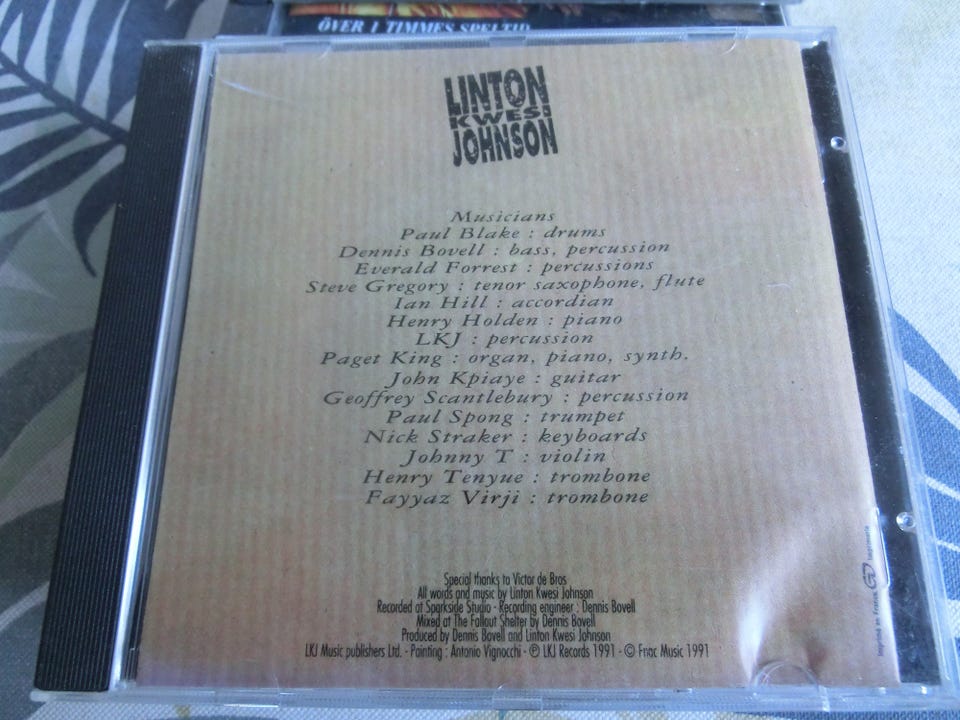 ÖVER 1 TIMMES SPELTID
LINTON
KWESI
JOHNSON
Musicians
Paul Blake : drums
Dennis Bovell : bass, percussion
Everald Forrest : percussions
Steve Gregory : tenor saxophone, flute
Ian Hill : accordian
Henry Holden : piano
LKJ : percussion
Paget King : organ, piano, synth.
John Kpiaye : guitar
Geoffrey Scantlebury : percussion
Paul Spong : trumpet
Nick Straker : keyboards
Johnny T : violin
Henry Tenyue : trombone
Fayyaz Virji : trombone
Special thanks to Victor de Bros
All words and music by Linton Kwesi Johnson
Recorded at Sparkside Studio - Recording engineer : Dennis Bovell
Mixed at The Fallout Shelter by Dennis Bovell
Produced by Dennis Bovell and Linton Kwesi Johnson
LKJ Music publishers Ltd. - Painting : Antonio Vignocchi - ℗ LKJ Records 1991 - © Fnac Music 1991
Imprimé en France